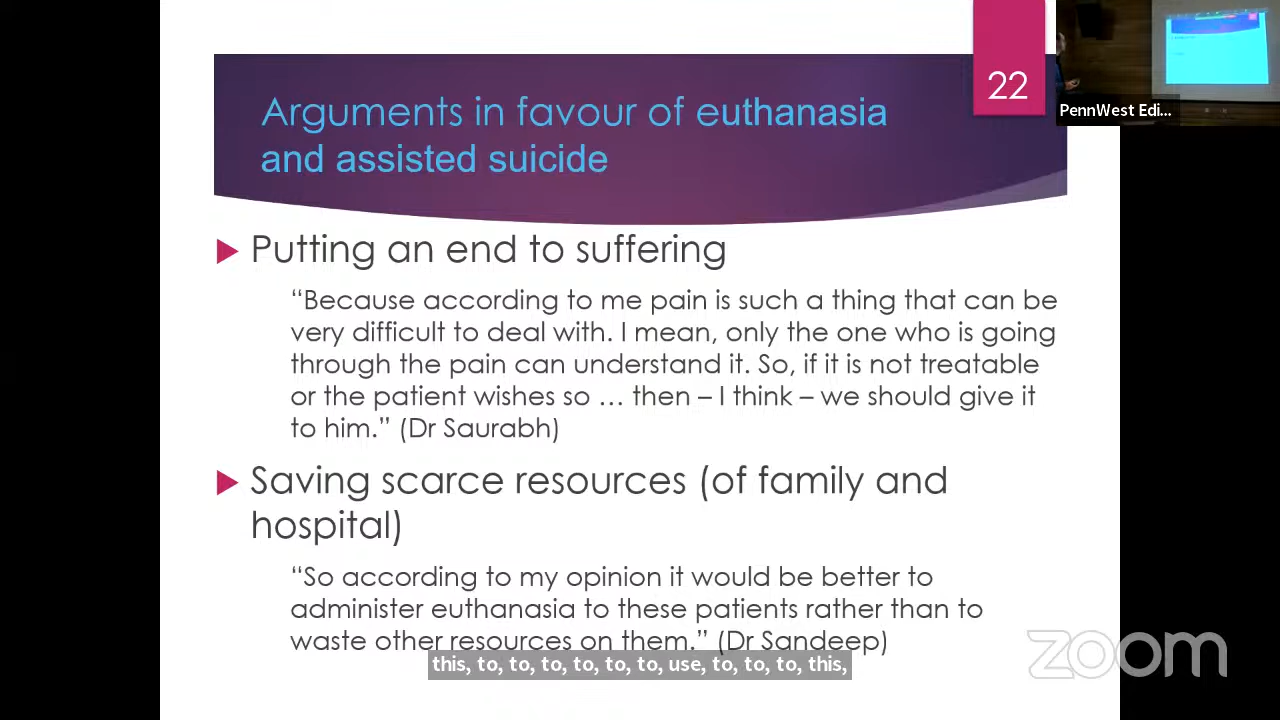 22
PennWest Edi...
Arguments in favour of euthanasia
and assisted suicide
Putting an end to suffering
“Because according to me pain is such a thing that can be
very difficult to deal with. I mean, only the one who is going
through the pain can understand it. So, if it is not treatable
or the patient wishes so … then – I think – we should give it
to him.” (Dr Saurabh)
Saving scarce resources (of family and
hospital)
“So according to my opinion it would be better to
administer euthanasia to these patients rather than to
waste other resources on them.” (Dr Sandeep)
this, to, to, to, to, to, to, use, to, to, to, this,
zoom